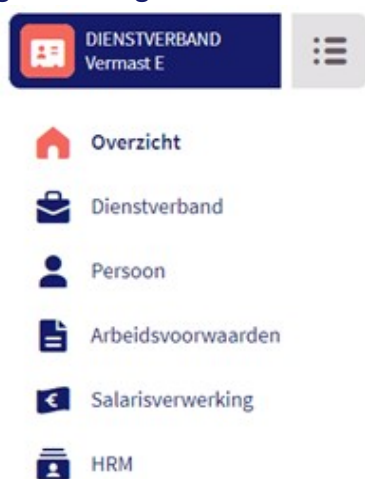 DIENSTVERBAND
Vermast E
Overzicht
Dienstverband
Persoon
Arbeidsvoorwaarden
Salarisverwerking
HRM